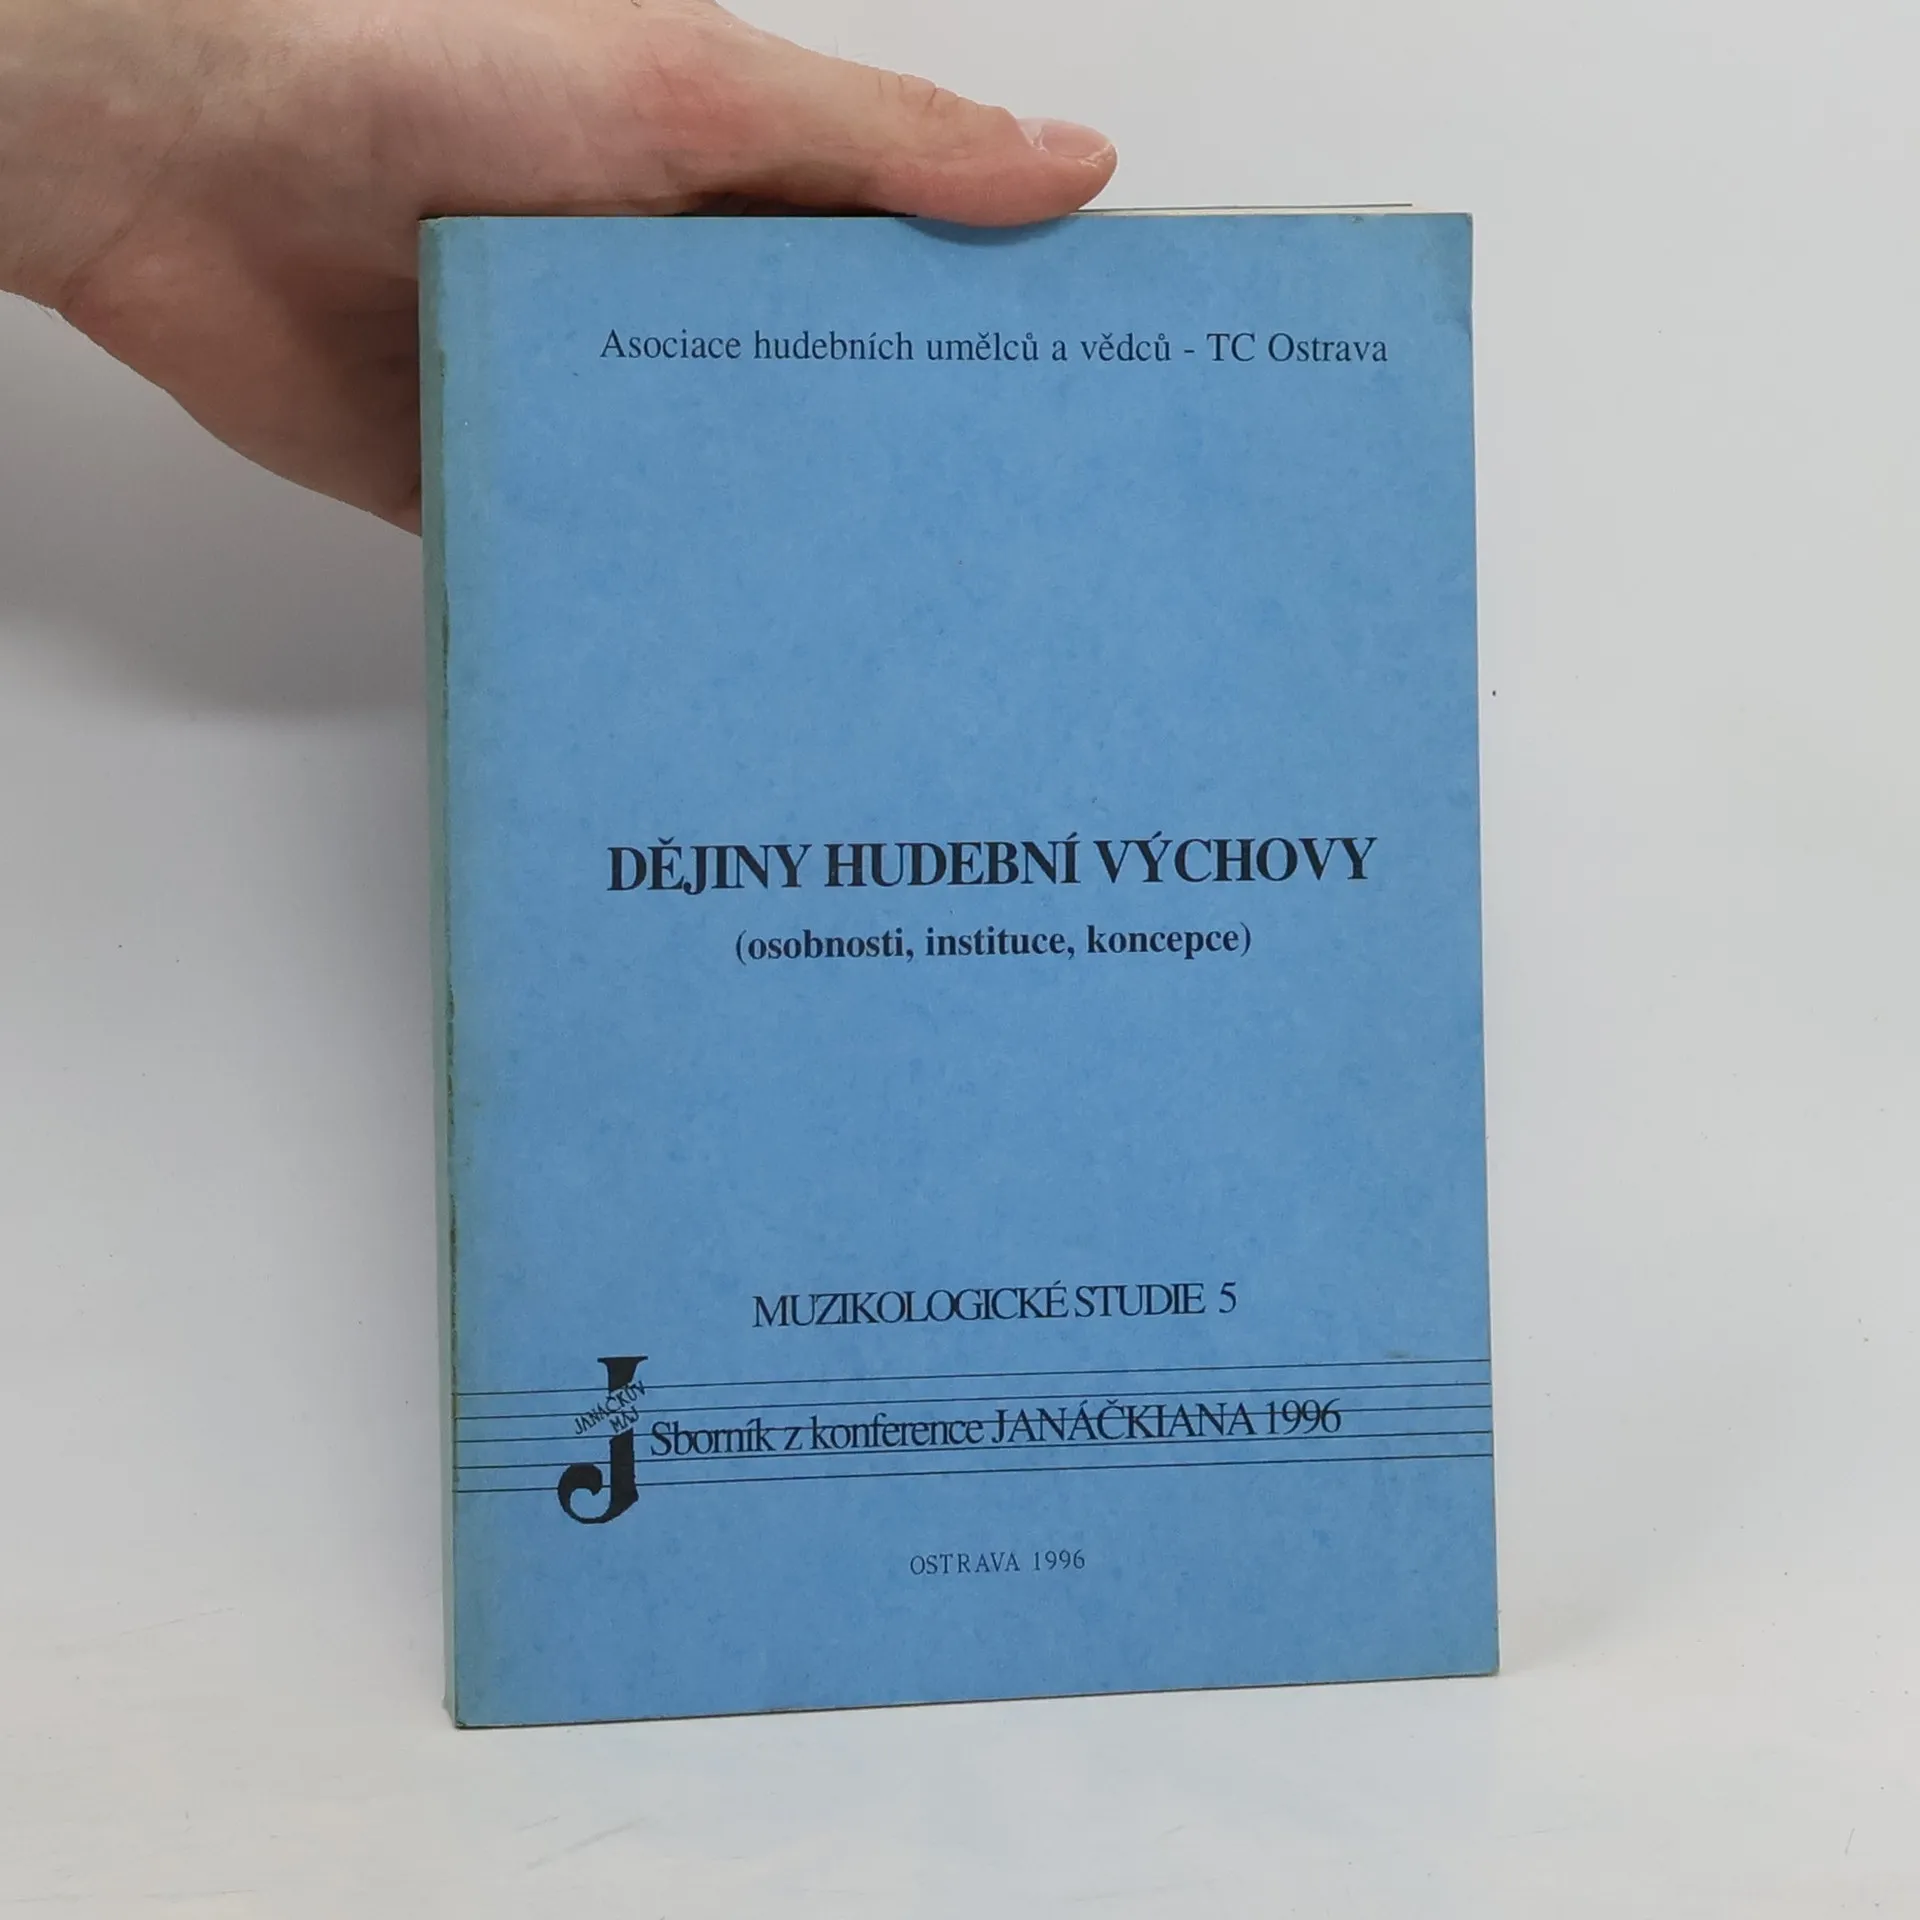 Asociace hudebních umělců a vědců - TC Ostrava
DĚJINY HUDEBNÍ VÝCHOVY
(osobnosti, instituce, koncepce)
MUZIKOLOGICKÉ STUDIE 5
JANÁČKŮV
MÁJ
Sborník z konference JANÁČKIANA 1996
OSTRAVA 1996